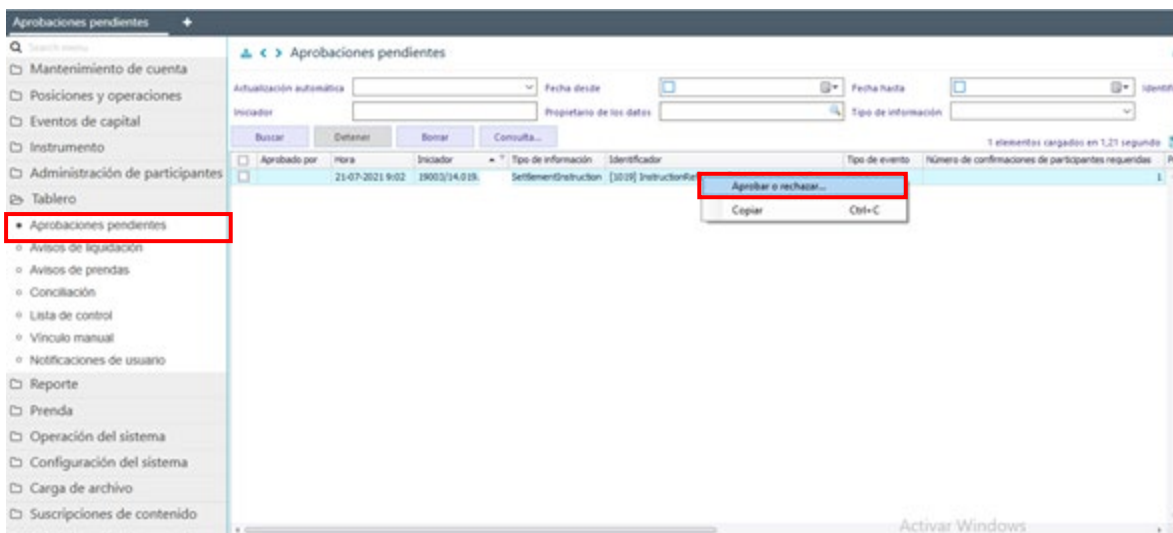 Aprobaciones pendientes +
Search menu
Mantenimiento de cuenta
Posiciones y operaciones
Eventos de capital
Instrumento
Administración de participantes
Tablero
Aprobaciones pendientes
Avisos de liquidación
Avisos de prendas
Conciliación
Lista de control
Vínculo manual
Notificaciones de usuario
Reporte
Prenda
Operación del sistema
Configuración del sistema
Carga de archivo
Suscripciones de contenido
Aprobaciones pendientes
Actualización automática Fecha desde Fecha hasta
Iniciador Propietario de los datos Tipo de información
Buscar Detener Borrar Consulta...
1 elementos cargados en 1,21 segundo
Aprobado por Hora Iniciador Tipo de información Identificador Tipo de evento Número de confirmaciones de participantes requeridas
21-07-2021 9:02 19003/14.019. SettlementInstruction [1019] InstructionRef 1
Aprobar o rechazar...
Copiar Ctrl+C
Activar Windows